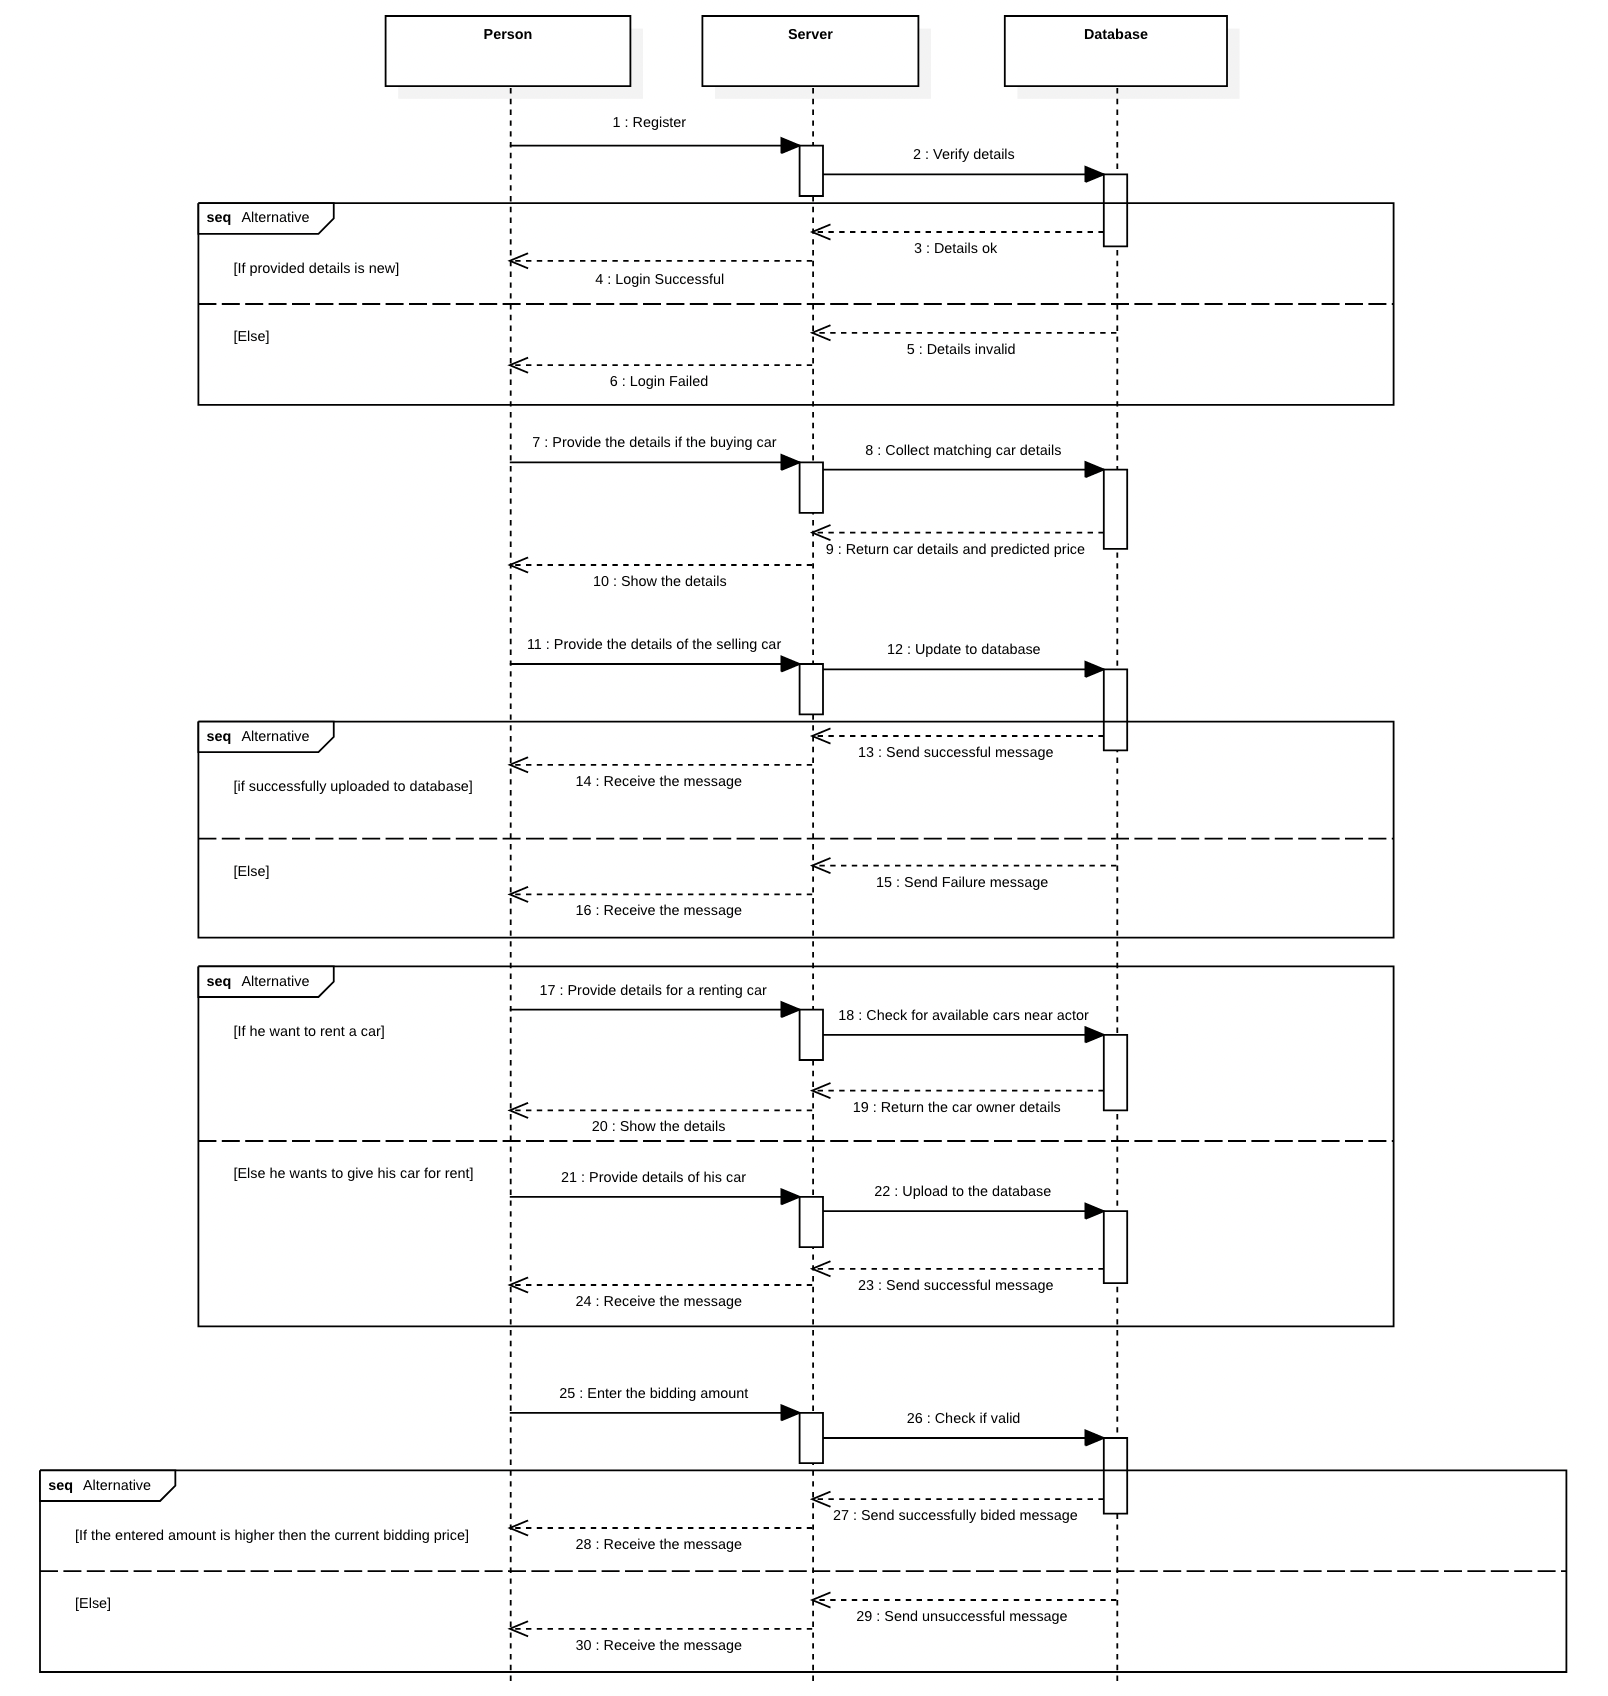 Person
Server
Database
1 : Register
2 : Verify details
seq Alternative
3 : Details ok
[If provided details is new]
4 : Login Successful
[Else]
5 : Details invalid
6 : Login Failed
7 : Provide the details if the buying car
8 : Collect matching car details
9 : Return car details and predicted price
10 : Show the details
11 : Provide the details of the selling car
12 : Update to database
seq Alternative
13 : Send successful message
[if successfully uploaded to database]
14 : Receive the message
[Else]
15 : Send Failure message
16 : Receive the message
seq Alternative
17 : Provide details for a renting car
18 : Check for available cars near actor
[If he want to rent a car]
19 : Return the car owner details
20 : Show the details
[Else he wants to give his car for rent]
21 : Provide details of his car
22 : Upload to the database
23 : Send successful message
24 : Receive the message
25 : Enter the bidding amount
26 : Check if valid
seq Alternative
27 : Send successfully bided message
[If the entered amount is higher then the current bidding price]
28 : Receive the message
[Else]
29 : Send unsuccessful message
30 : Receive the message